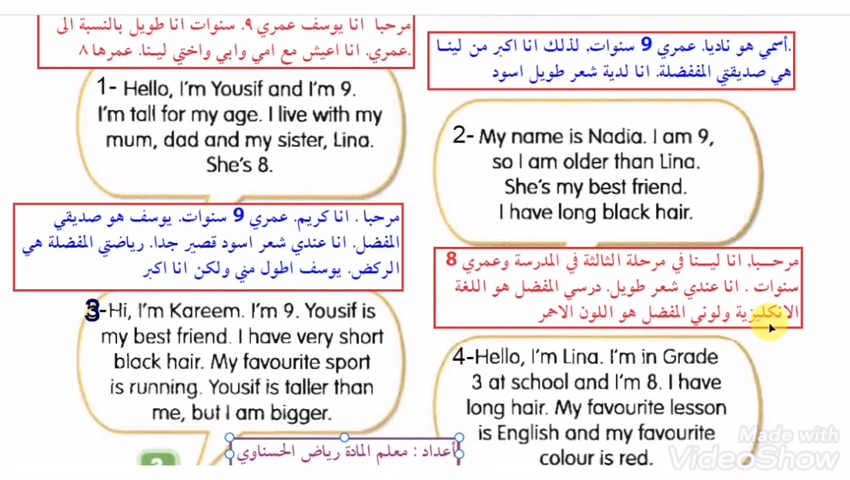 مرحبا انا يوسف عمري ٩. سنوات انا طويل بالنسبة الى
عمري. انا اعيش مع امي وابي واختي لينا. عمرها ٨.
1- Hello, I'm Yousif and I'm 9.
I'm tall for my age. I live with my
mum, dad and my sister, Lina.
She's 8.
أسمي هو ناديا. عمري 9 سنوات, لذلك انا اكبر من لينا.
هي صديقتي المففضلة. انا لدية شعر طويل اسود
2- My name is Nadia. I am 9,
so I am older than Lina.
She's my best friend.
I have long black hair.
مرحبا . انا كريم. عمري 9 سنوات. يوسف هو صديقي
المفضل. انا عندي شعر اسود قصير جدا. رياضتي المفضلة هي
الركض. يوسف اطول مني ولكن انا اكبر
3-Hi, I'm Kareem. I'm 9. Yousif is
my best friend. I have very short
black hair. My favourite sport
is running. Yousif is taller than
me, but I am bigger.
مرحبا, انا لينا في مرحلة الثالثة في المدرسة وعمري 8
سنوات . انا عندي شعر طويل. درسي المفضل هو اللغة
الانكليزية ولوني المفضل هو اللون الاحمر
4-Hello, I'm Lina. I'm in Grade
3 at school and I'm 8. I have
long hair. My favourite lesson
is English and my favourite
colour is red.
أعداد : معلم المادة رياض الحسناوي
Made with
VideoShow